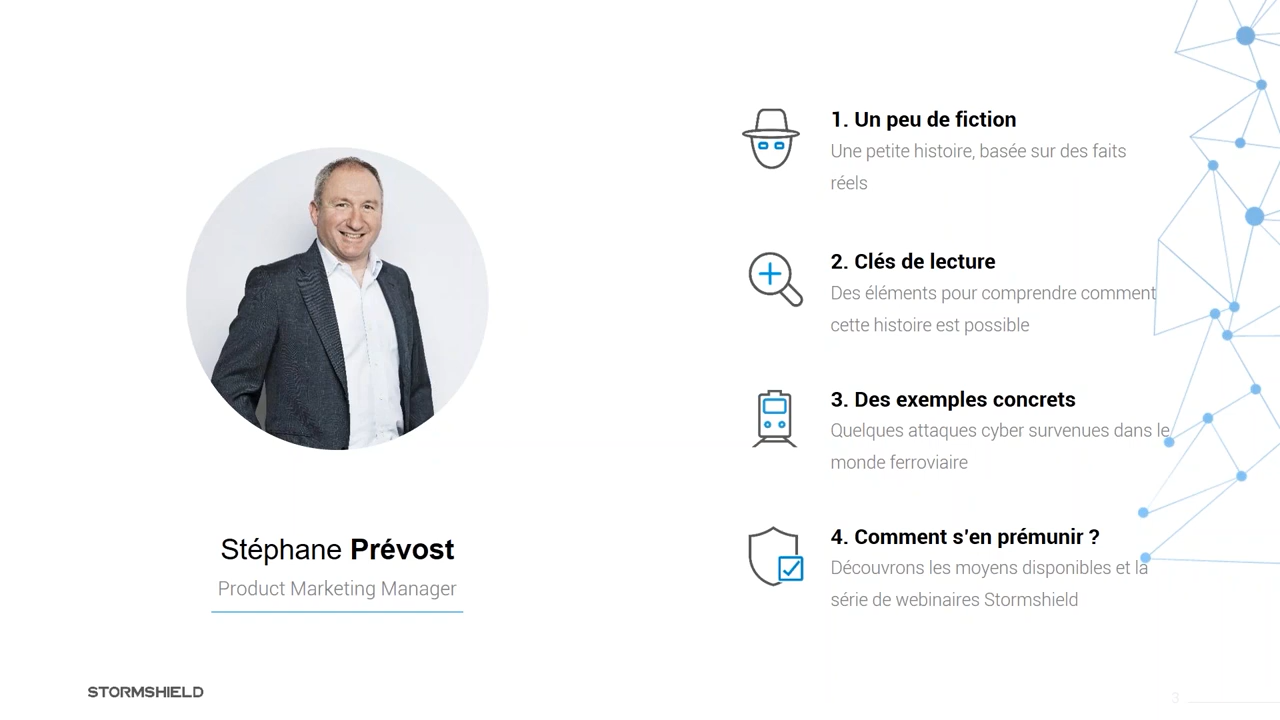 1. Un peu de fiction
Une petite histoire, basée sur des faits
réels
2. Clés de lecture
Des éléments pour comprendre comment
cette histoire est possible
3. Des exemples concrets
Quelques attaques cyber survenues dans le
monde ferroviaire
4. Comment s'en prémunir ?
Découvrons les moyens disponibles et la
série de webinaires Stormshield
Stéphane Prévost
Product Marketing Manager
STORMSHIELD
3